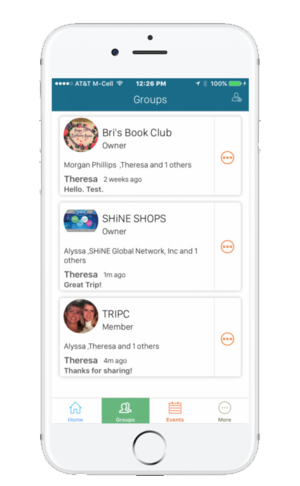 AT&T M-Cell 12:26 PM 100%
Groups
Bri's Book Club
Owner
Morgan Phillips ,Theresa and 1 others
Theresa 2 weeks ago
Hello. Test.
SHiNE SHOPS
Owner
Alyssa ,SHiNE Global Network, Inc and 1
others
Theresa 1m ago
Great Trip!
TRIPC
Member
Alyssa ,Theresa and 1 others
Theresa 4m ago
Thanks for sharing!
Home Groups Events More